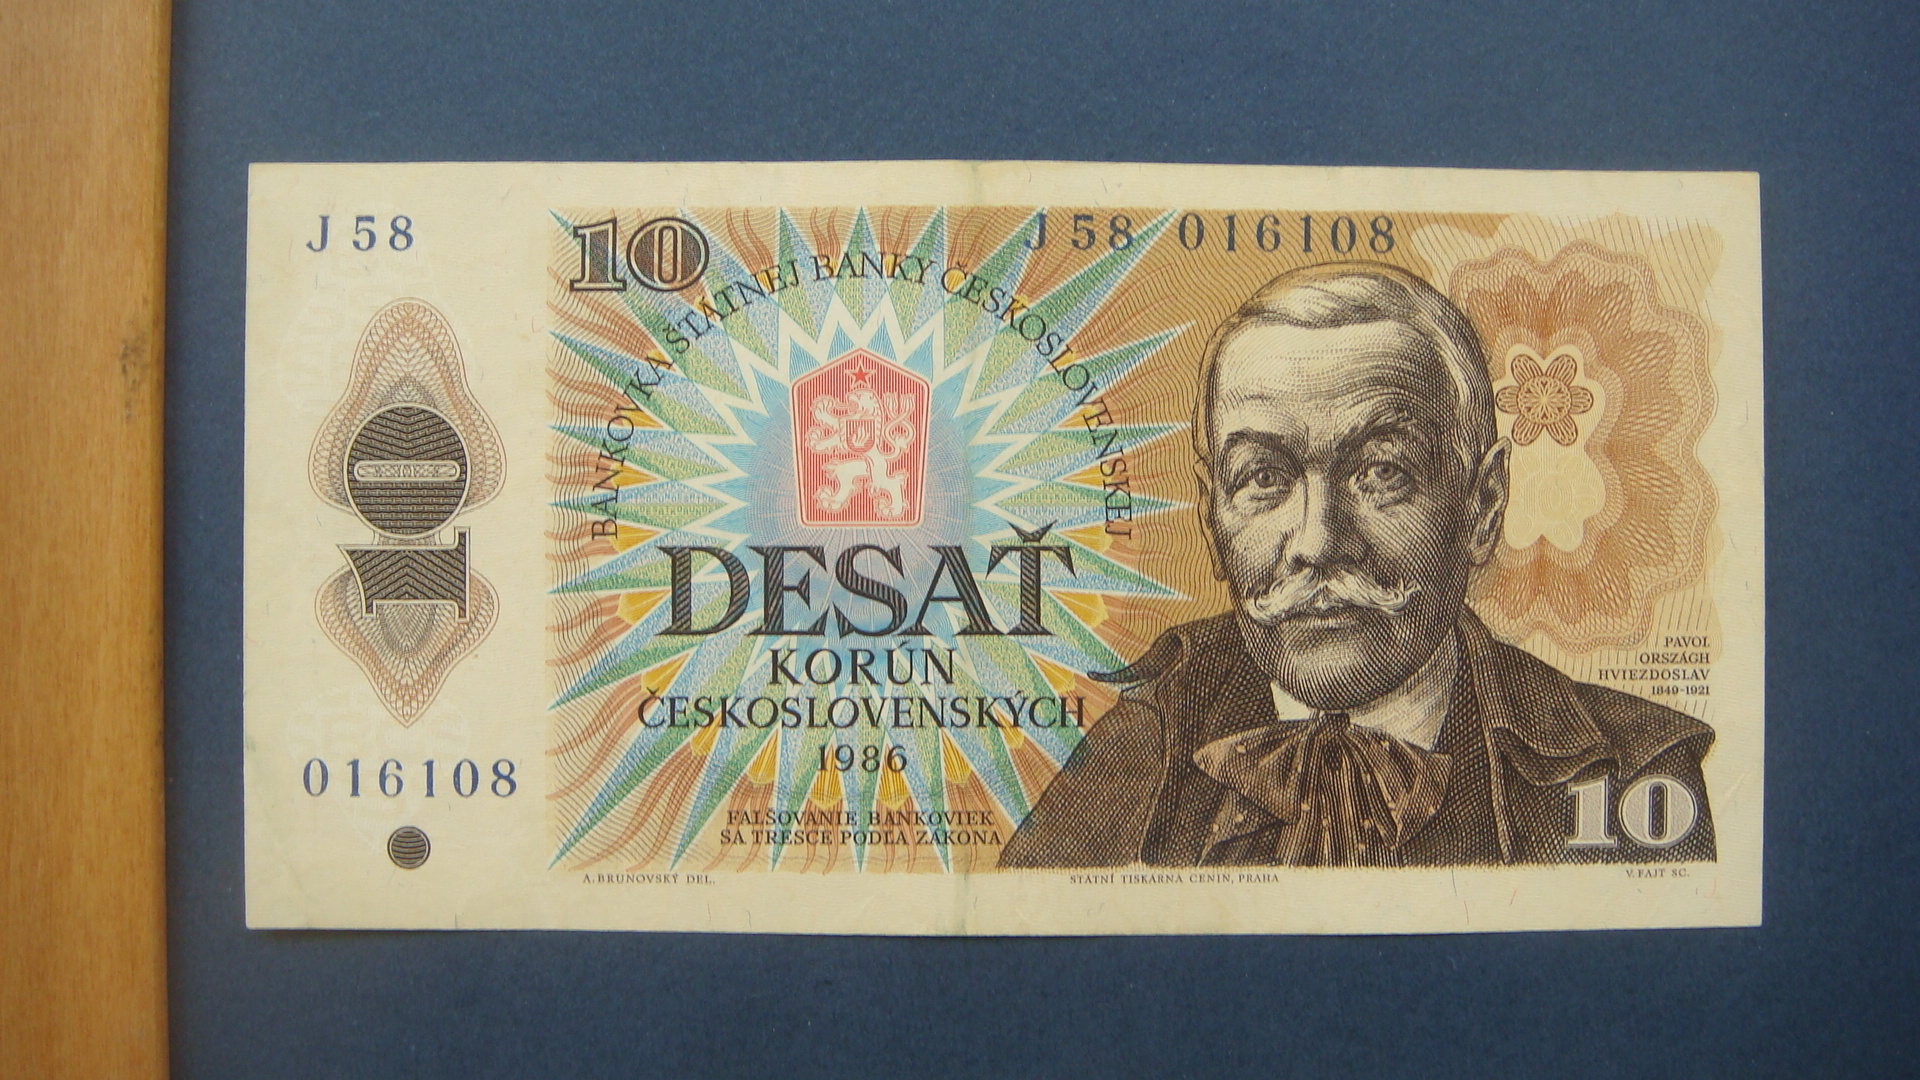 J 58
10
J 58 016108
BANKOVKA ŠTÁTNEJ BANKY ČESKOSLOVENSKEJ
10
DESAŤ
KORÚN
ČESKOSLOVENSKÝCH
1986
PAVOL
ORSZÁGH
HVIEZDOSLAV
1849-1921
016108
10
FALŠOVANIE BANKOVIEK
SA TRESCE PODĽA ZÁKONA
A. BRUNOVSKÝ DEL.
STÁTNÍ TISKÁRNA CENIN, PRAHA
V. FAJT SC.